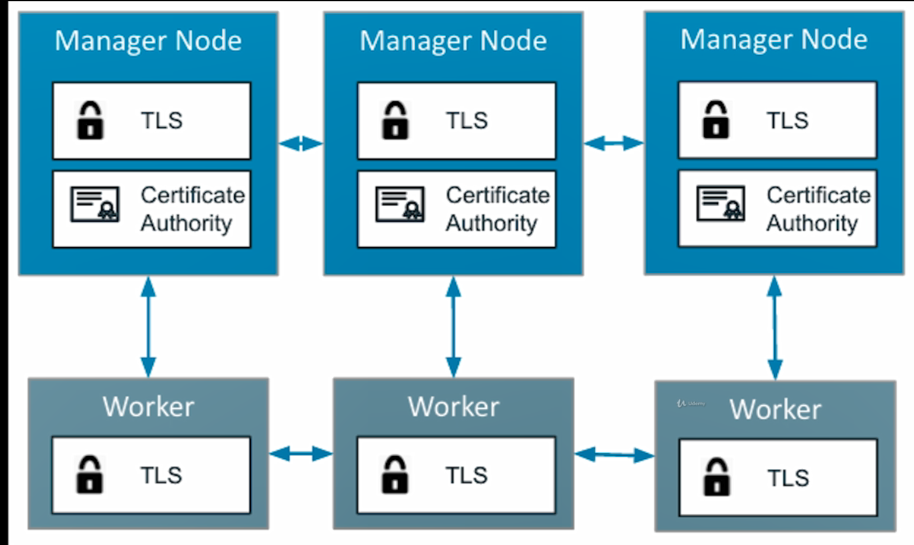 Manager Node
Manager Node
Manager Node
TLS
TLS
TLS
Certificate
Authority
Certificate
Authority
Certificate
Authority
Worker
Worker
Worker
TLS
TLS
TLS